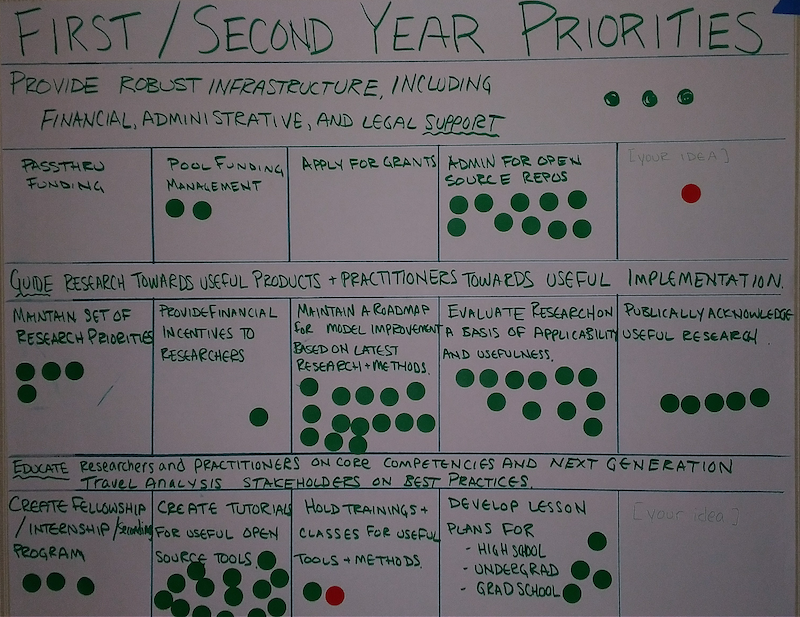 FIRST / SECOND YEAR PRIORITIES
PROVIDE ROBUST INFRASTRUCTURE, INCLUDING
FINANCIAL, ADMINISTRATIVE, AND LEGAL SUPPORT
PASSTHRU
FUNDING
POOL FUNDING
MANAGEMENT
APPLY FOR GRANTS
ADMIN FOR OPEN
SOURCE REPOS
[YOUR IDEA]
GUIDE RESEARCH TOWARDS USEFUL PRODUCTS + PRACTITIONERS TOWARDS USEFUL IMPLEMENTATION.
MAINTAIN SET OF
RESEARCH PRIORITIES
PROVIDE FINANCIAL
INCENTIVES TO
RESEARCHERS
MAINTAIN A ROADMAP
for MODEL IMPROVEMENT
BASED ON LATEST
RESEARCH + METHODS.
EVALUATE RESEARCH ON
A BASIS OF APPLICABILITY
AND USEFULNESS.
PUBLICALLY ACKNOWLEDGE
USEFUL RESEARCH.
EDUCATE Researchers and PRACTITIONERS ON CORE COMPETENCIES AND NEXT GENERATION
Travel ANALYSIS STAKEHOLDERS ON BEST PRACTICES.
CREATE FELLOWSHIP
/INTERNSHIP/Seconding
PROGRAM
CREATE TUTORIALS
FOR USEFUL OPEN
SOURCE TOOLS.
HOLD TRAININGS +
CLASSES FOR USEFUL
TOOLS + METHODS.
DEVELOP LESSON
PLANS FOR
- HIGH SCHOOL
- UNDERGRAD
- GRAD SCHOOL
[your idea]